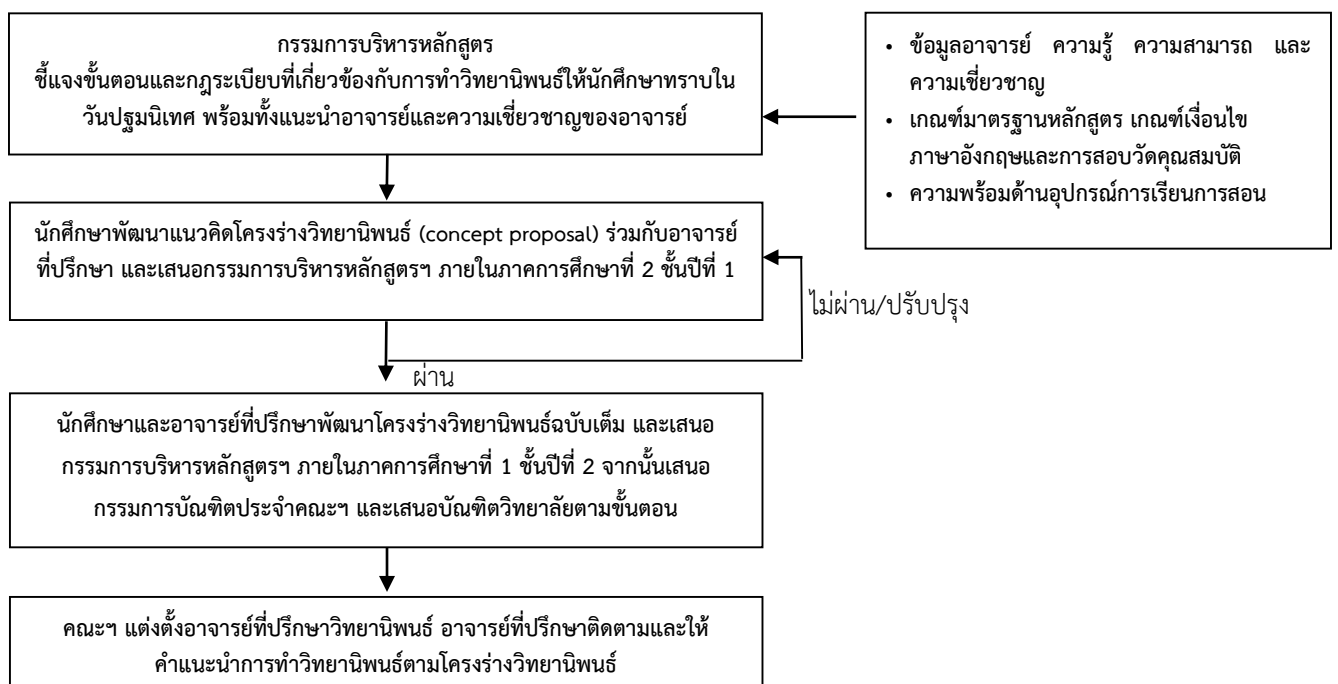 กรรมการบริหารหลักสูตร
ชี้แจงขั้นตอนและกฎระเบียบที่เกี่ยวข้องกับการทำวิทยานิพนธ์ให้นักศึกษาทราบใน
วันปฐมนิเทศ พร้อมทั้งแนะนำอาจารย์และความเชี่ยวชาญของอาจารย์
• ข้อมูลอาจารย์ ความรู้ ความสามารถ และ
ความเชี่ยวชาญ
• เกณฑ์มาตรฐานหลักสูตร เกณฑ์เงื่อนไข
ภาษาอังกฤษและการสอบวัดคุณสมบัติ
• ความพร้อมด้านอุปกรณ์การเรียนการสอน
นักศึกษาพัฒนาแนวคิดโครงร่างวิทยานิพนธ์ (concept proposal) ร่วมกับอาจารย์
ที่ปรึกษา และเสนอกรรมการบริหารหลักสูตรฯ ภายในภาคการศึกษาที่ 2 ชั้นปีที่ 1
ไม่ผ่าน/ปรับปรุง
ผ่าน
นักศึกษาและอาจารย์ที่ปรึกษาพัฒนาโครงร่างวิทยานิพนธ์ฉบับเต็ม และเสนอ
กรรมการบริหารหลักสูตรฯ ภายในภาคการศึกษาที่ 1 ชั้นปีที่ 2 จากนั้นเสนอ
กรรมการบัณฑิตประจำคณะฯ และเสนอบัณฑิตวิทยาลัยตามขั้นตอน
คณะฯ แต่งตั้งอาจารย์ที่ปรึกษาวิทยานิพนธ์ อาจารย์ที่ปรึกษาติดตามและให้
คำแนะนำการทำวิทยานิพนธ์ตามโครงร่างวิทยานิพนธ์